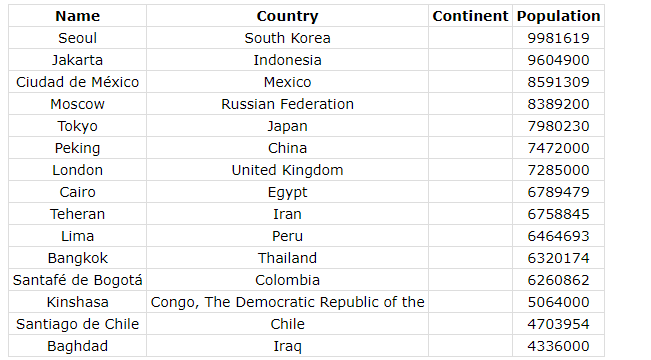 Name Country Continent Population
Seoul South Korea 9981619
Jakarta Indonesia 9604900
Ciudad de México Mexico 8591309
Moscow Russian Federation 8389200
Tokyo Japan 7980230
Peking China 7472000
London United Kingdom 7285000
Cairo Egypt 6789479
Teheran Iran 6758845
Lima Peru 6464693
Bangkok Thailand 6320174
Santafé de Bogotá Colombia 6260862
Kinshasa Congo, The Democratic Republic of the 5064000
Santiago de Chile Chile 4703954
Baghdad Iraq 4336000